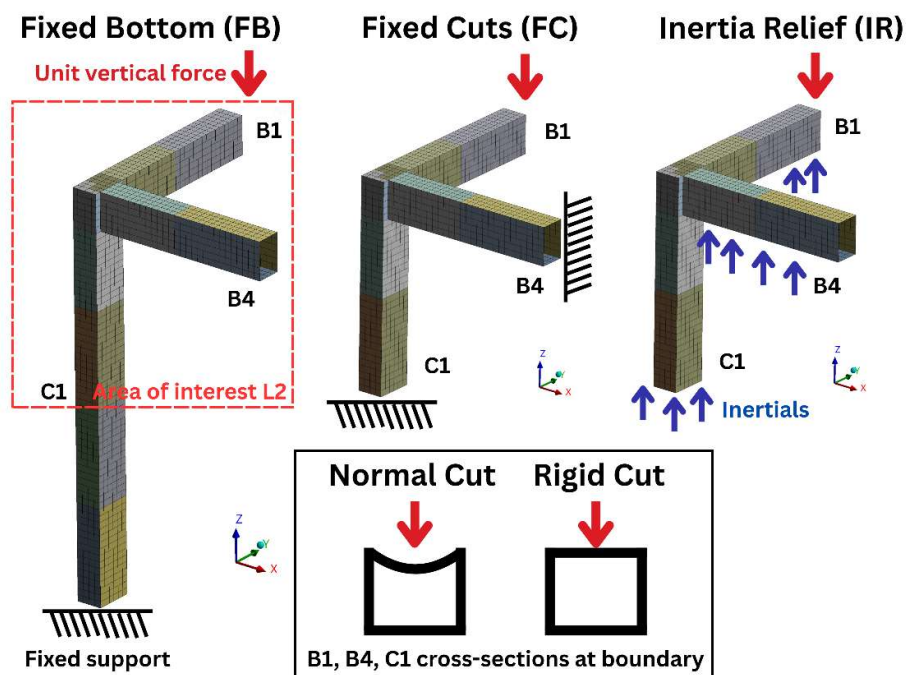 Fixed Bottom (FB)
Fixed Cuts (FC)
Inertia Relief (IR)
Unit vertical force
B1
B4
C1
Area of interest L2
Z
Y
X
Fixed support
B1
B4
C1
Z
Y
X
B1
B4
C1
Z
Y
X
Inertials
Normal Cut
Rigid Cut
B1, B4, C1 cross-sections at boundary